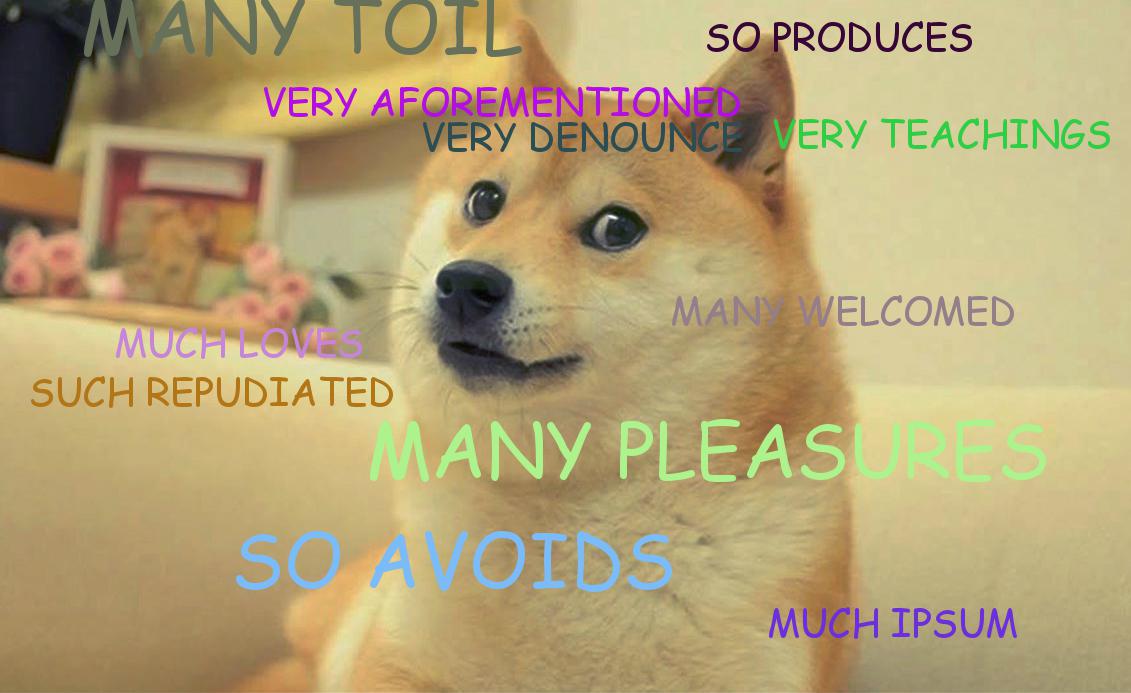 MANY TOIL
SO PRODUCES
VERY AFOREMENTIONED
VERY DENOUNCE
VERY TEACHINGS
MANY WELCOMED
MUCH LOVES
SUCH REPUDIATED
MANY PLEASURES
SO AVOIDS
MUCH IPSUM